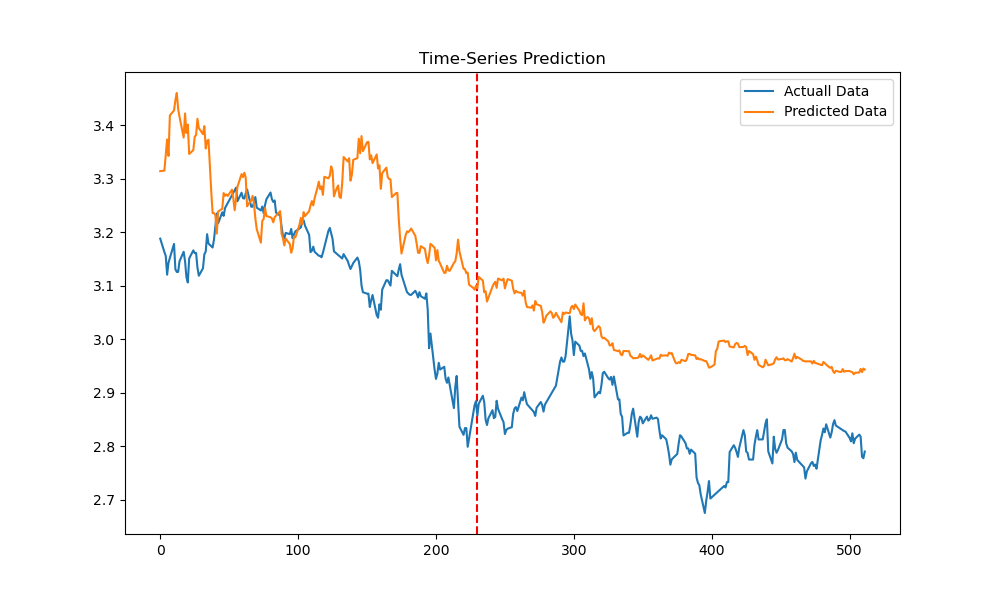 Time-Series Prediction
Actuall Data
Predicted Data
3.4
3.3
3.2
3.1
3.0
2.9
2.8
2.7
0 100 200 300 400 500